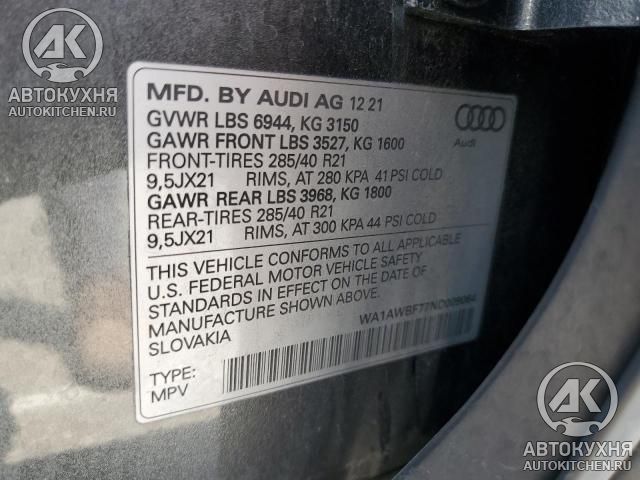 AK
АВТОКУХНЯ
AUTOKITCHEN.RU
MFD. BY AUDI AG 12 21
GVWR LBS 6944, KG 3150
GAWR FRONT LBS 3527, KG 1600
FRONT-TIRES 285/40 R21
9,5JX21 RIMS, AT 280 KPA 41 PSI COLD
GAWR REAR LBS 3968, KG 1800
REAR-TIRES 285/40 R21
9,5JX21 RIMS, AT 300 KPA 44 PSI COLD
Audi
THIS VEHICLE CONFORMS TO ALL APPLICABLE
U.S. FEDERAL MOTOR VEHICLE SAFETY
STANDARDS IN EFFECT ON THE DATE OF
MANUFACTURE SHOWN ABOVE.
SLOVAKIA
WA1AWBF77ND008064
TYPE:
MPV
AK
АВТОКУХНЯ
AUTOKITCHEN.RU